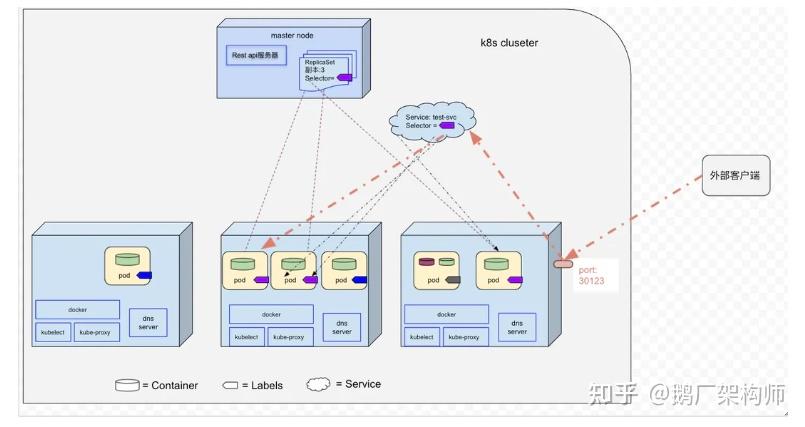 master node
k8s cluseter
Rest api服务器
ReplicaSet
副本:3
Selector=
Service: test-svc
Selector =
外部客户端
port:
30123
pod
docker
kubelect
kube-proxy
dns
server
pod
pod
pod
docker
kubelect
kube-proxy
dns
server
pod
pod
docker
kubelect
kube-proxy
dns
server
= Container
= Labels
= Service
知乎 @鹅厂架构师